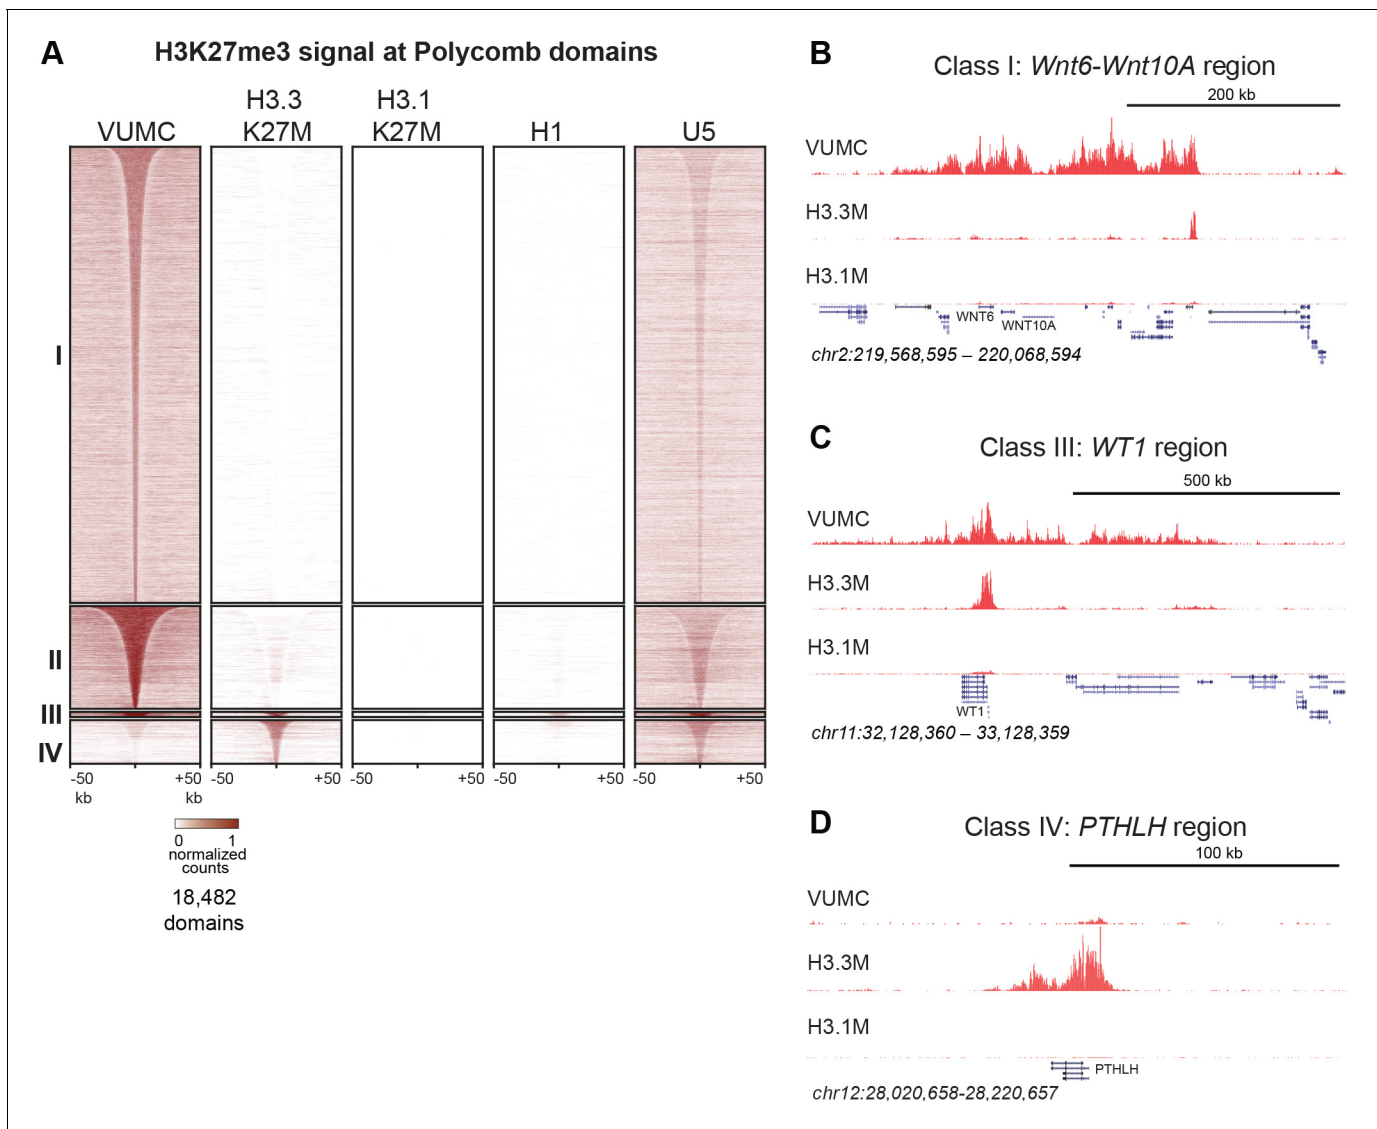 A
H3K27me3 signal at Polycomb domains
VUMC
H3.3
K27M
H3.1
K27M
H1
U5
I
II
III
IV
-50
kb
+50
kb
-50
+50
-50
+50
-50
+50
-50
+50
0
1
normalized
counts
18,482
domains
B
Class I: Wnt6-Wnt10A region
200 kb
VUMC
H3.3M
H3.1M
WNT6
WNT10A
chr2:219,568,595 – 220,068,594
C
Class III: WT1 region
500 kb
VUMC
H3.3M
H3.1M
WT1
chr11:32,128,360 – 33,128,359
D
Class IV: PTHLH region
100 kb
VUMC
H3.3M
H3.1M
PTHLH
chr12:28,020,658-28,220,657